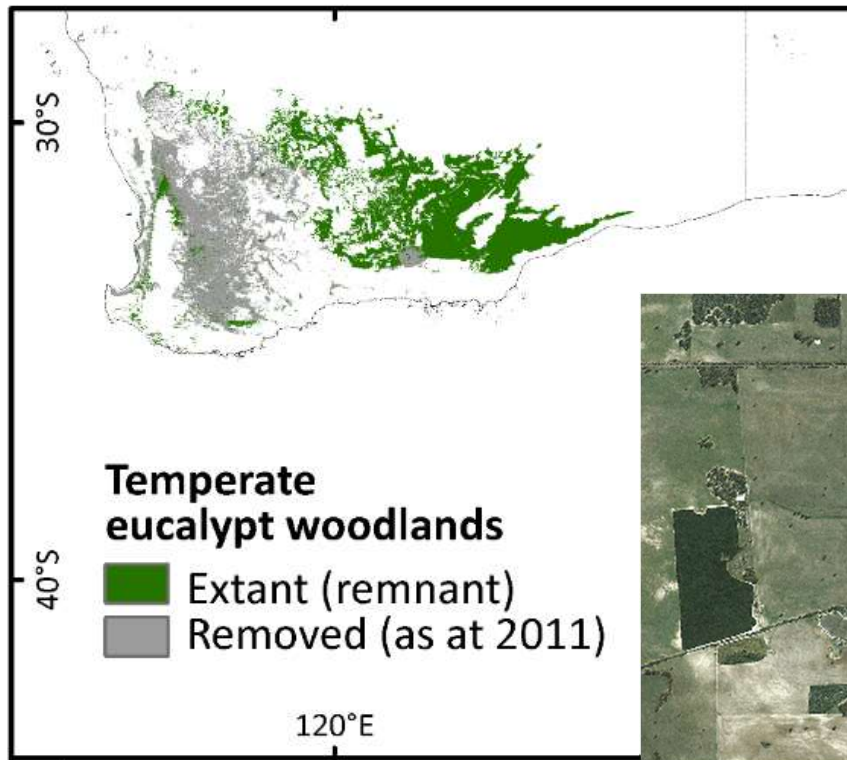 30°S
Temperate
eucalypt woodlands
Extant (remnant)
40°S
Removed (as at 2011)
120°E